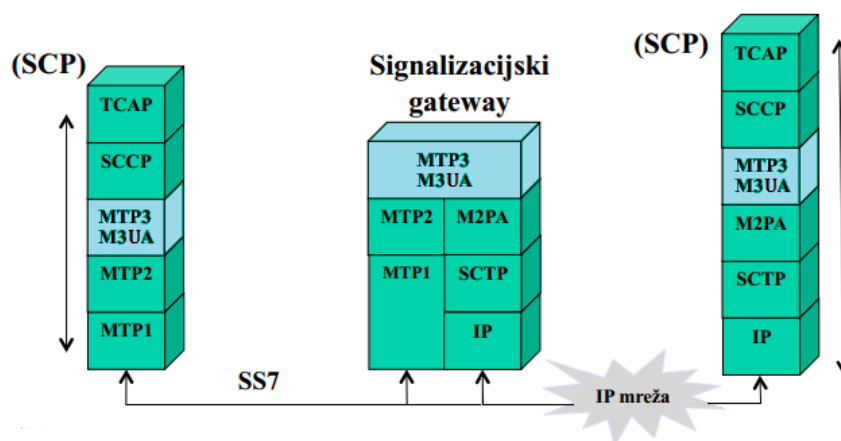 (SCP)
TCAP
SCCP
MTP3
M3UA
MTP2
MTP1
SS7
Signalizacijski
gateway
MTP3
M3UA
MTP2
M2PA
MTP1
SCTP
IP
IP mreža
(SCP)
TCAP
SCCP
MTP3
M3UA
M2PA
SCTP
IP